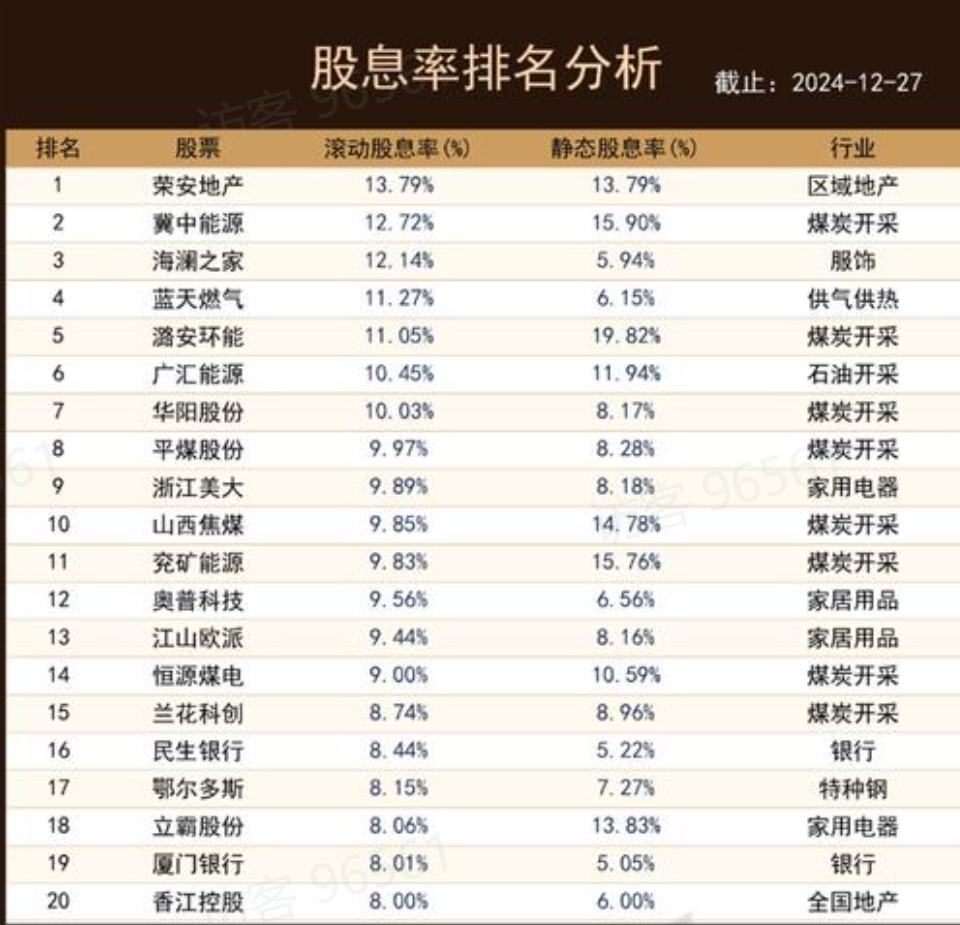 股息率排名分析
截止：2024-12-27
排名 股票 滚动股息率(%) 静态股息率(%) 行业
1 荣安地产 13.79% 13.79% 区域地产
2 冀中能源 12.72% 15.90% 煤炭开采
3 海澜之家 12.14% 5.94% 服饰
4 蓝天燃气 11.27% 6.15% 供气供热
5 潞安环能 11.05% 19.82% 煤炭开采
6 广汇能源 10.45% 11.94% 石油开采
7 华阳股份 10.03% 8.17% 煤炭开采
8 平煤股份 9.97% 8.28% 煤炭开采
9 浙江美大 9.89% 8.18% 家用电器
10 山西焦煤 9.85% 14.78% 煤炭开采
11 兖矿能源 9.83% 15.76% 煤炭开采
12 奥普科技 9.56% 6.56% 家居用品
13 江山欧派 9.44% 8.16% 家居用品
14 恒源煤电 9.00% 10.59% 煤炭开采
15 兰花科创 8.74% 8.96% 煤炭开采
16 民生银行 8.44% 5.22% 银行
17 鄂尔多斯 8.15% 7.27% 特种钢
18 立霸股份 8.06% 13.83% 家用电器
19 厦门银行 8.01% 5.05% 银行
20 香江控股 8.00% 6.00% 全国地产
访客 96561